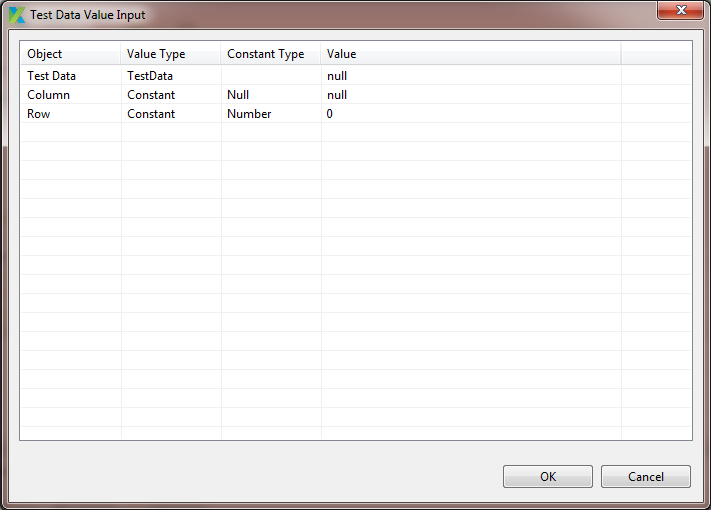 Test Data Value Input
Object Value Type Constant Type Value
Test Data TestData null
Column Constant Null null
Row Constant Number 0
OK Cancel